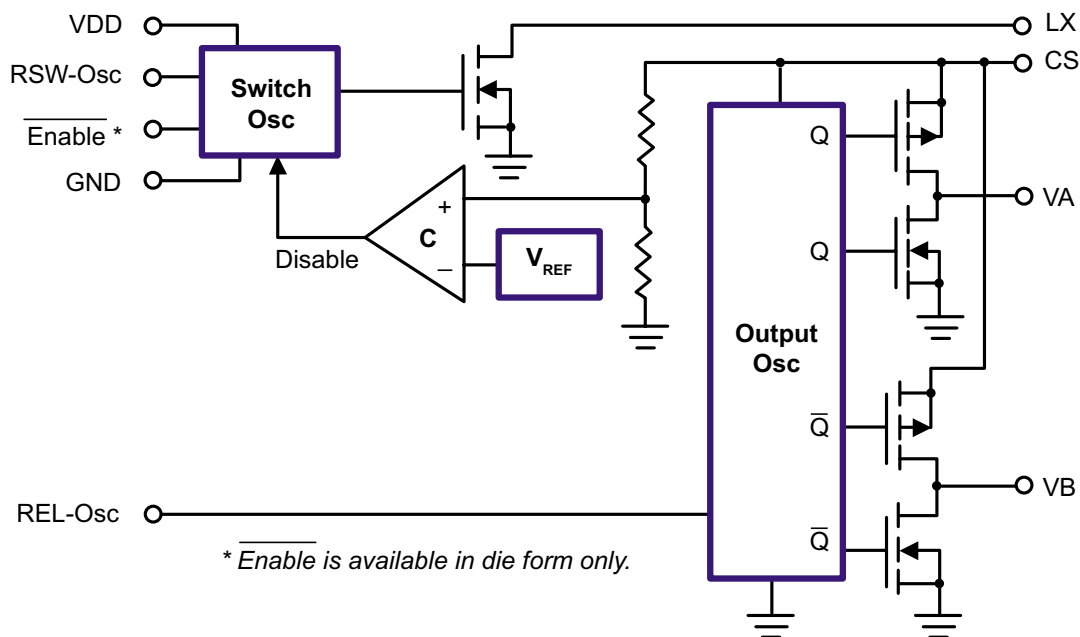 VDD
RSW-Osc
Enable *
GND
Switch
Osc
LX
CS
Q
VA
+
C
–
Disable
VREF
Q
Output
Osc
Q̅
VB
REL-Osc
Q̅
* Enable is available in die form only.